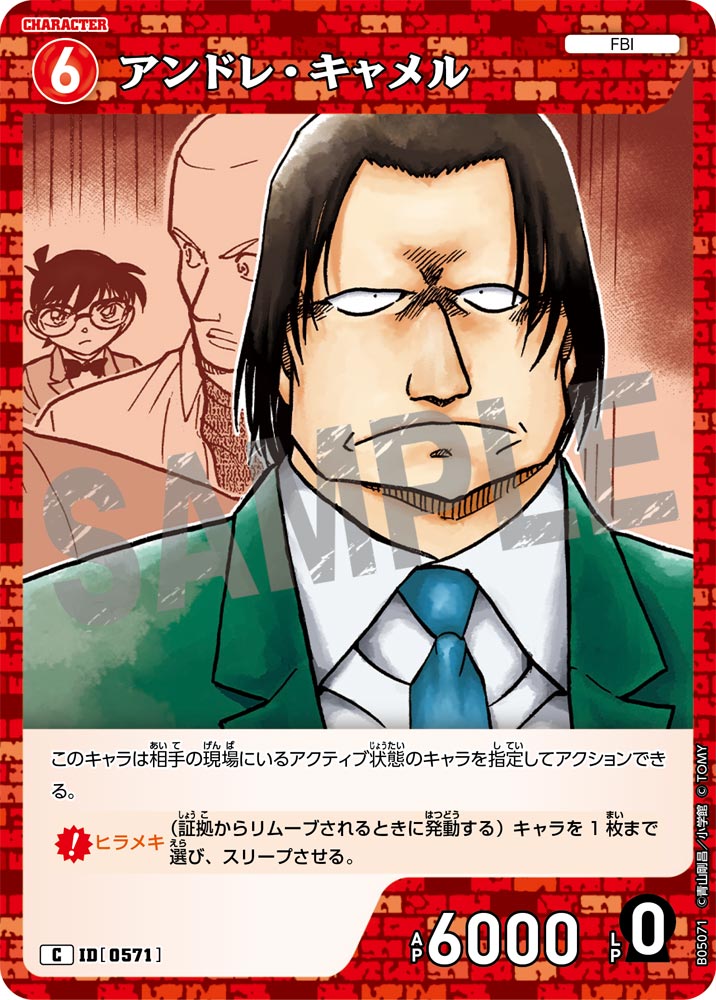 CHARACTER
6
アンドレ・キャメル
FBI
SAMPLE
このキャラは相手の現場にいるアクティブ状態のキャラを指定してアクションでき
る。
ヒラメキ (証拠からリムーブされるときに発動する) キャラを1枚まで
選び、スリープさせる。
C ID[0571]
AP 6000
LP 0
B05071 ©青山剛昌/小学館 © TOMY